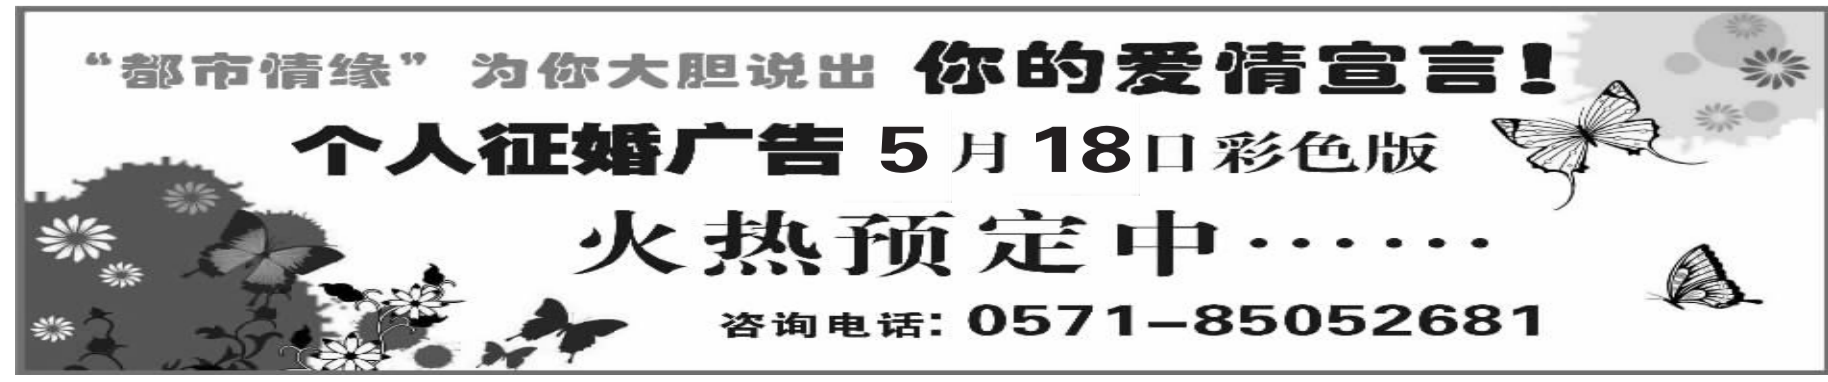 “都市情缘”为你大胆说出 你的爱情宣言!
个人征婚广告 5月18日彩色版
火热预定中……
咨询电话:0571-85052681